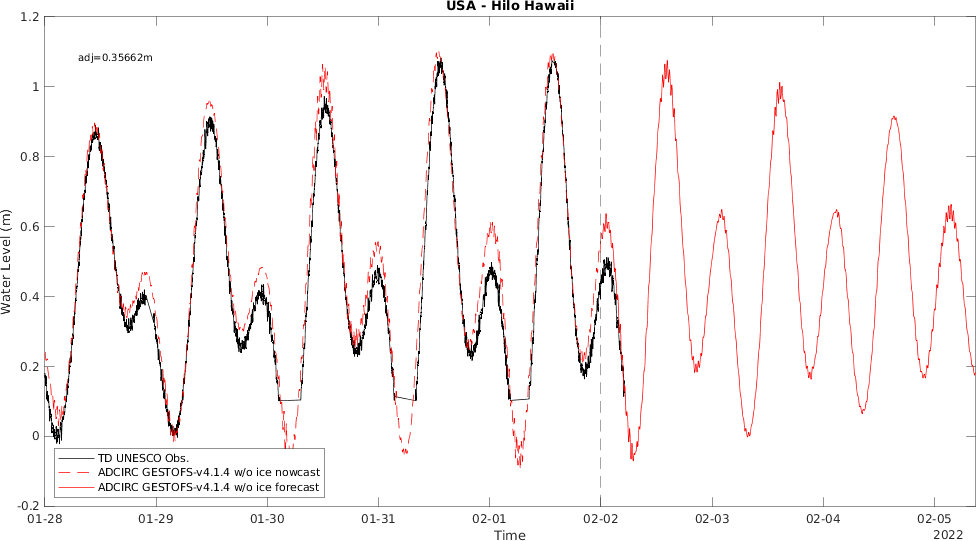 USA - Hilo Hawaii
adj=0.35662m
Water Level (m)
1.2
1
0.8
0.6
0.4
0.2
0
-0.2
TD UNESCO Obs.
ADCIRC GESTOFS-v4.1.4 w/o ice nowcast
ADCIRC GESTOFS-v4.1.4 w/o ice forecast
01-28 01-29 01-30 01-31 02-01 02-02 02-03 02-04 02-05
Time
2022